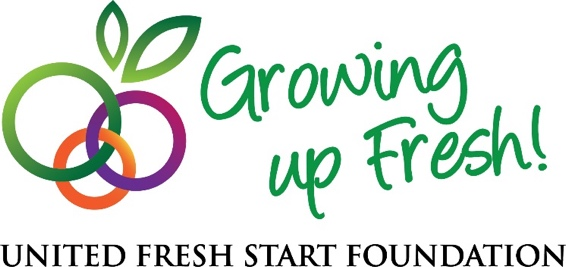 Growing
up Fresh!
UNITED FRESH START FOUNDATION